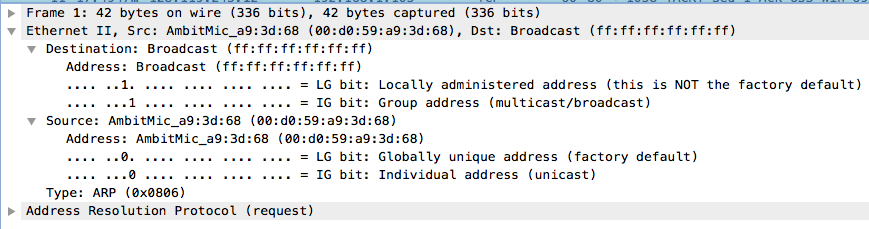 Frame 1: 42 bytes on wire (336 bits), 42 bytes captured (336 bits)
Ethernet II, Src: AmbitMic_a9:3d:68 (00:d0:59:a9:3d:68), Dst: Broadcast (ff:ff:ff:ff:ff:ff)
Destination: Broadcast (ff:ff:ff:ff:ff:ff)
Address: Broadcast (ff:ff:ff:ff:ff:ff)
.... ..1. .... .... .... .... = LG bit: Locally administered address (this is NOT the factory default)
.... ...1 .... .... .... .... = IG bit: Group address (multicast/broadcast)
Source: AmbitMic_a9:3d:68 (00:d0:59:a9:3d:68)
Address: AmbitMic_a9:3d:68 (00:d0:59:a9:3d:68)
.... ..0. .... .... .... .... = LG bit: Globally unique address (factory default)
.... ...0 .... .... .... .... = IG bit: Individual address (unicast)
Type: ARP (0x0806)
Address Resolution Protocol (request)